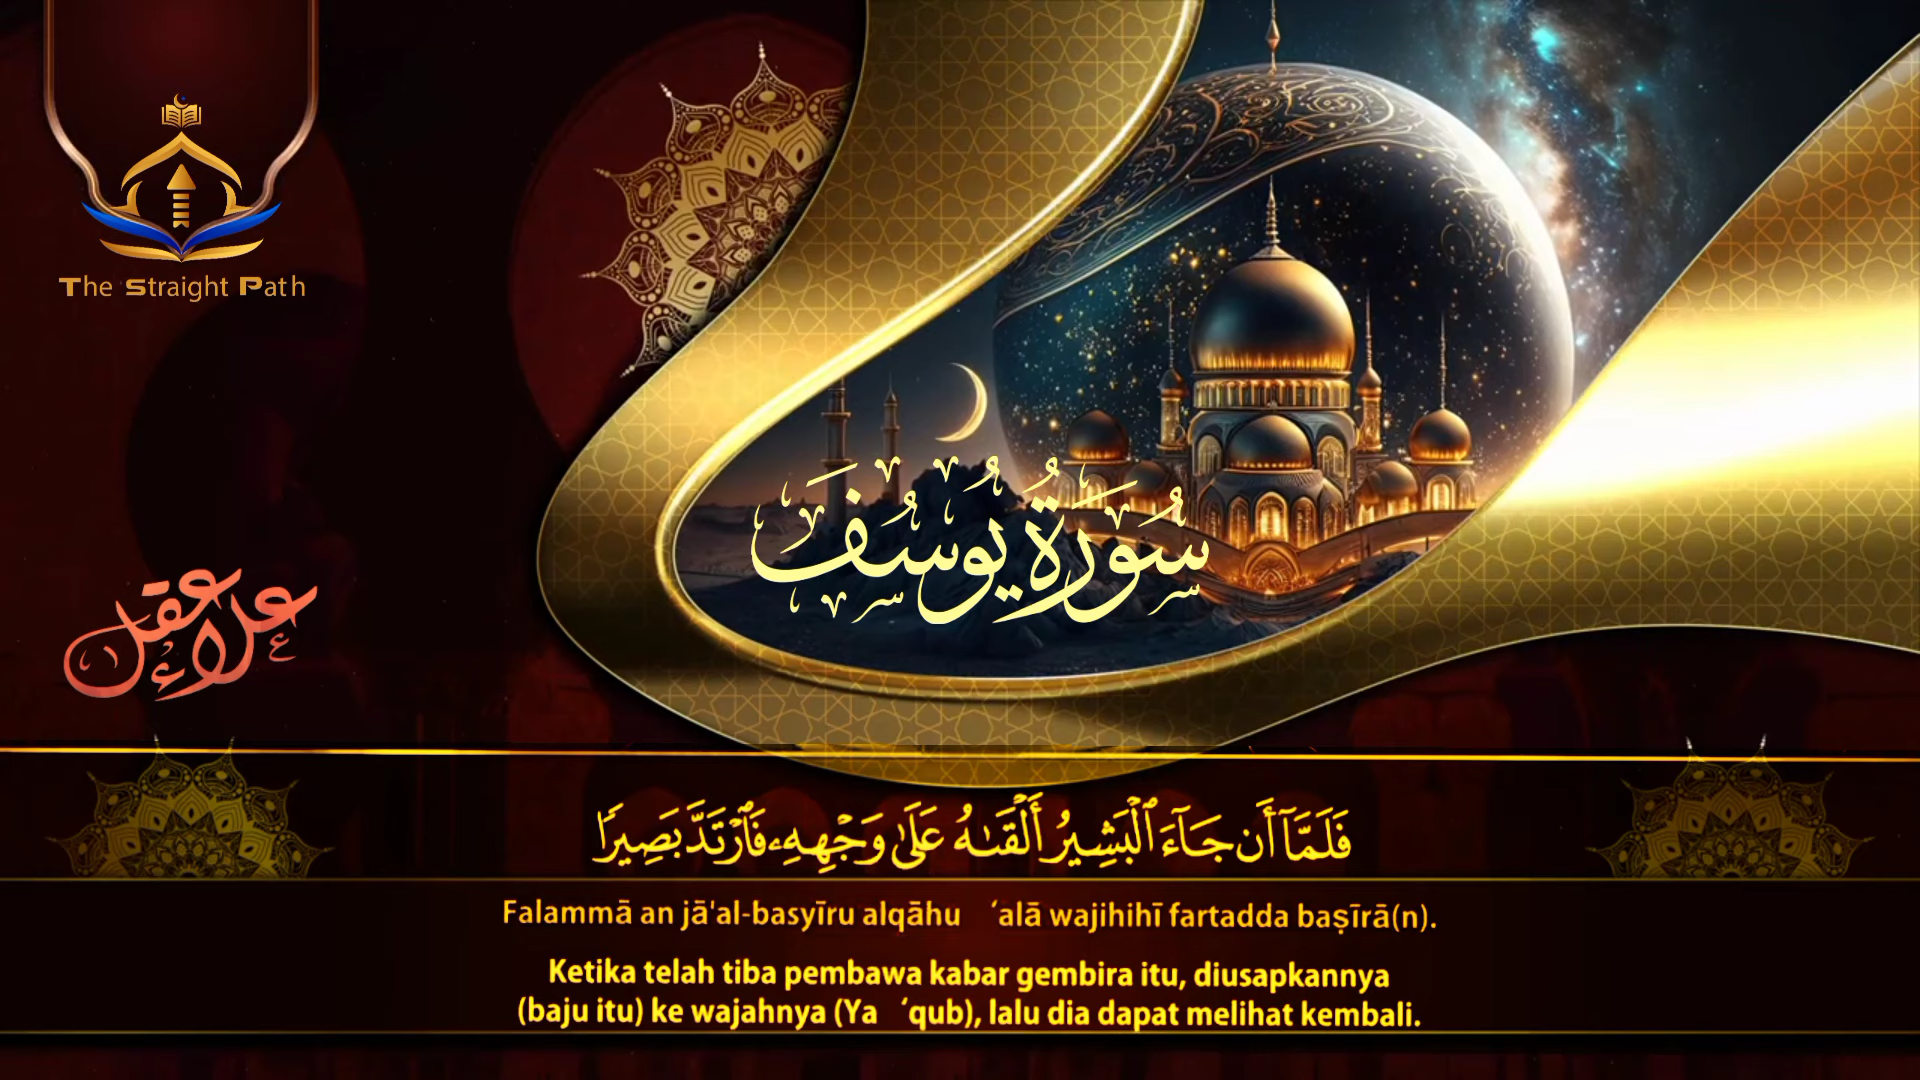 The Straight Path
سُورَةُ يُوسُفَ
علاء عقل
فَلَمَّآ أَن جَآءَ ٱلْبَشِيرُ أَلْقَىٰهُ عَلَىٰ وَجْهِهِۦ فَٱرْتَدَّ بَصِيرًا
Falammā an jā'al-basyīru alqāhu ‘alā wajihihī fartadda baṣīrā(n).
Ketika telah tiba pembawa kabar gembira itu, diusapkannya
(baju itu) ke wajahnya (Ya ‘qub), lalu dia dapat melihat kembali.